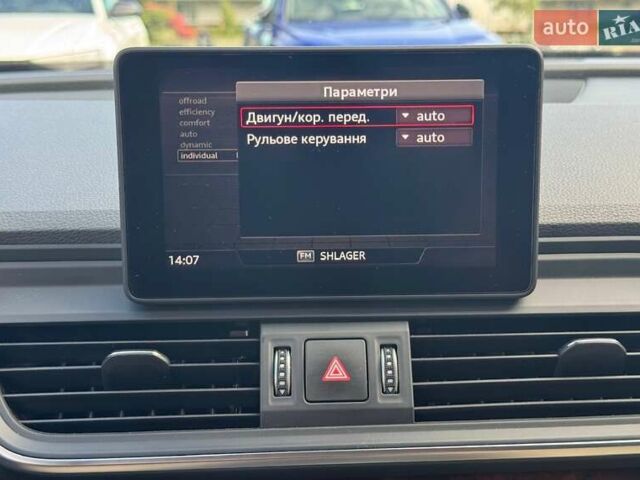 auto RIA
Параметри
offroad
efficiency
comfort
auto
dynamic
individual
Двигун/кор. перед. auto
Рульове керування auto
14:07
FM SHLAGER